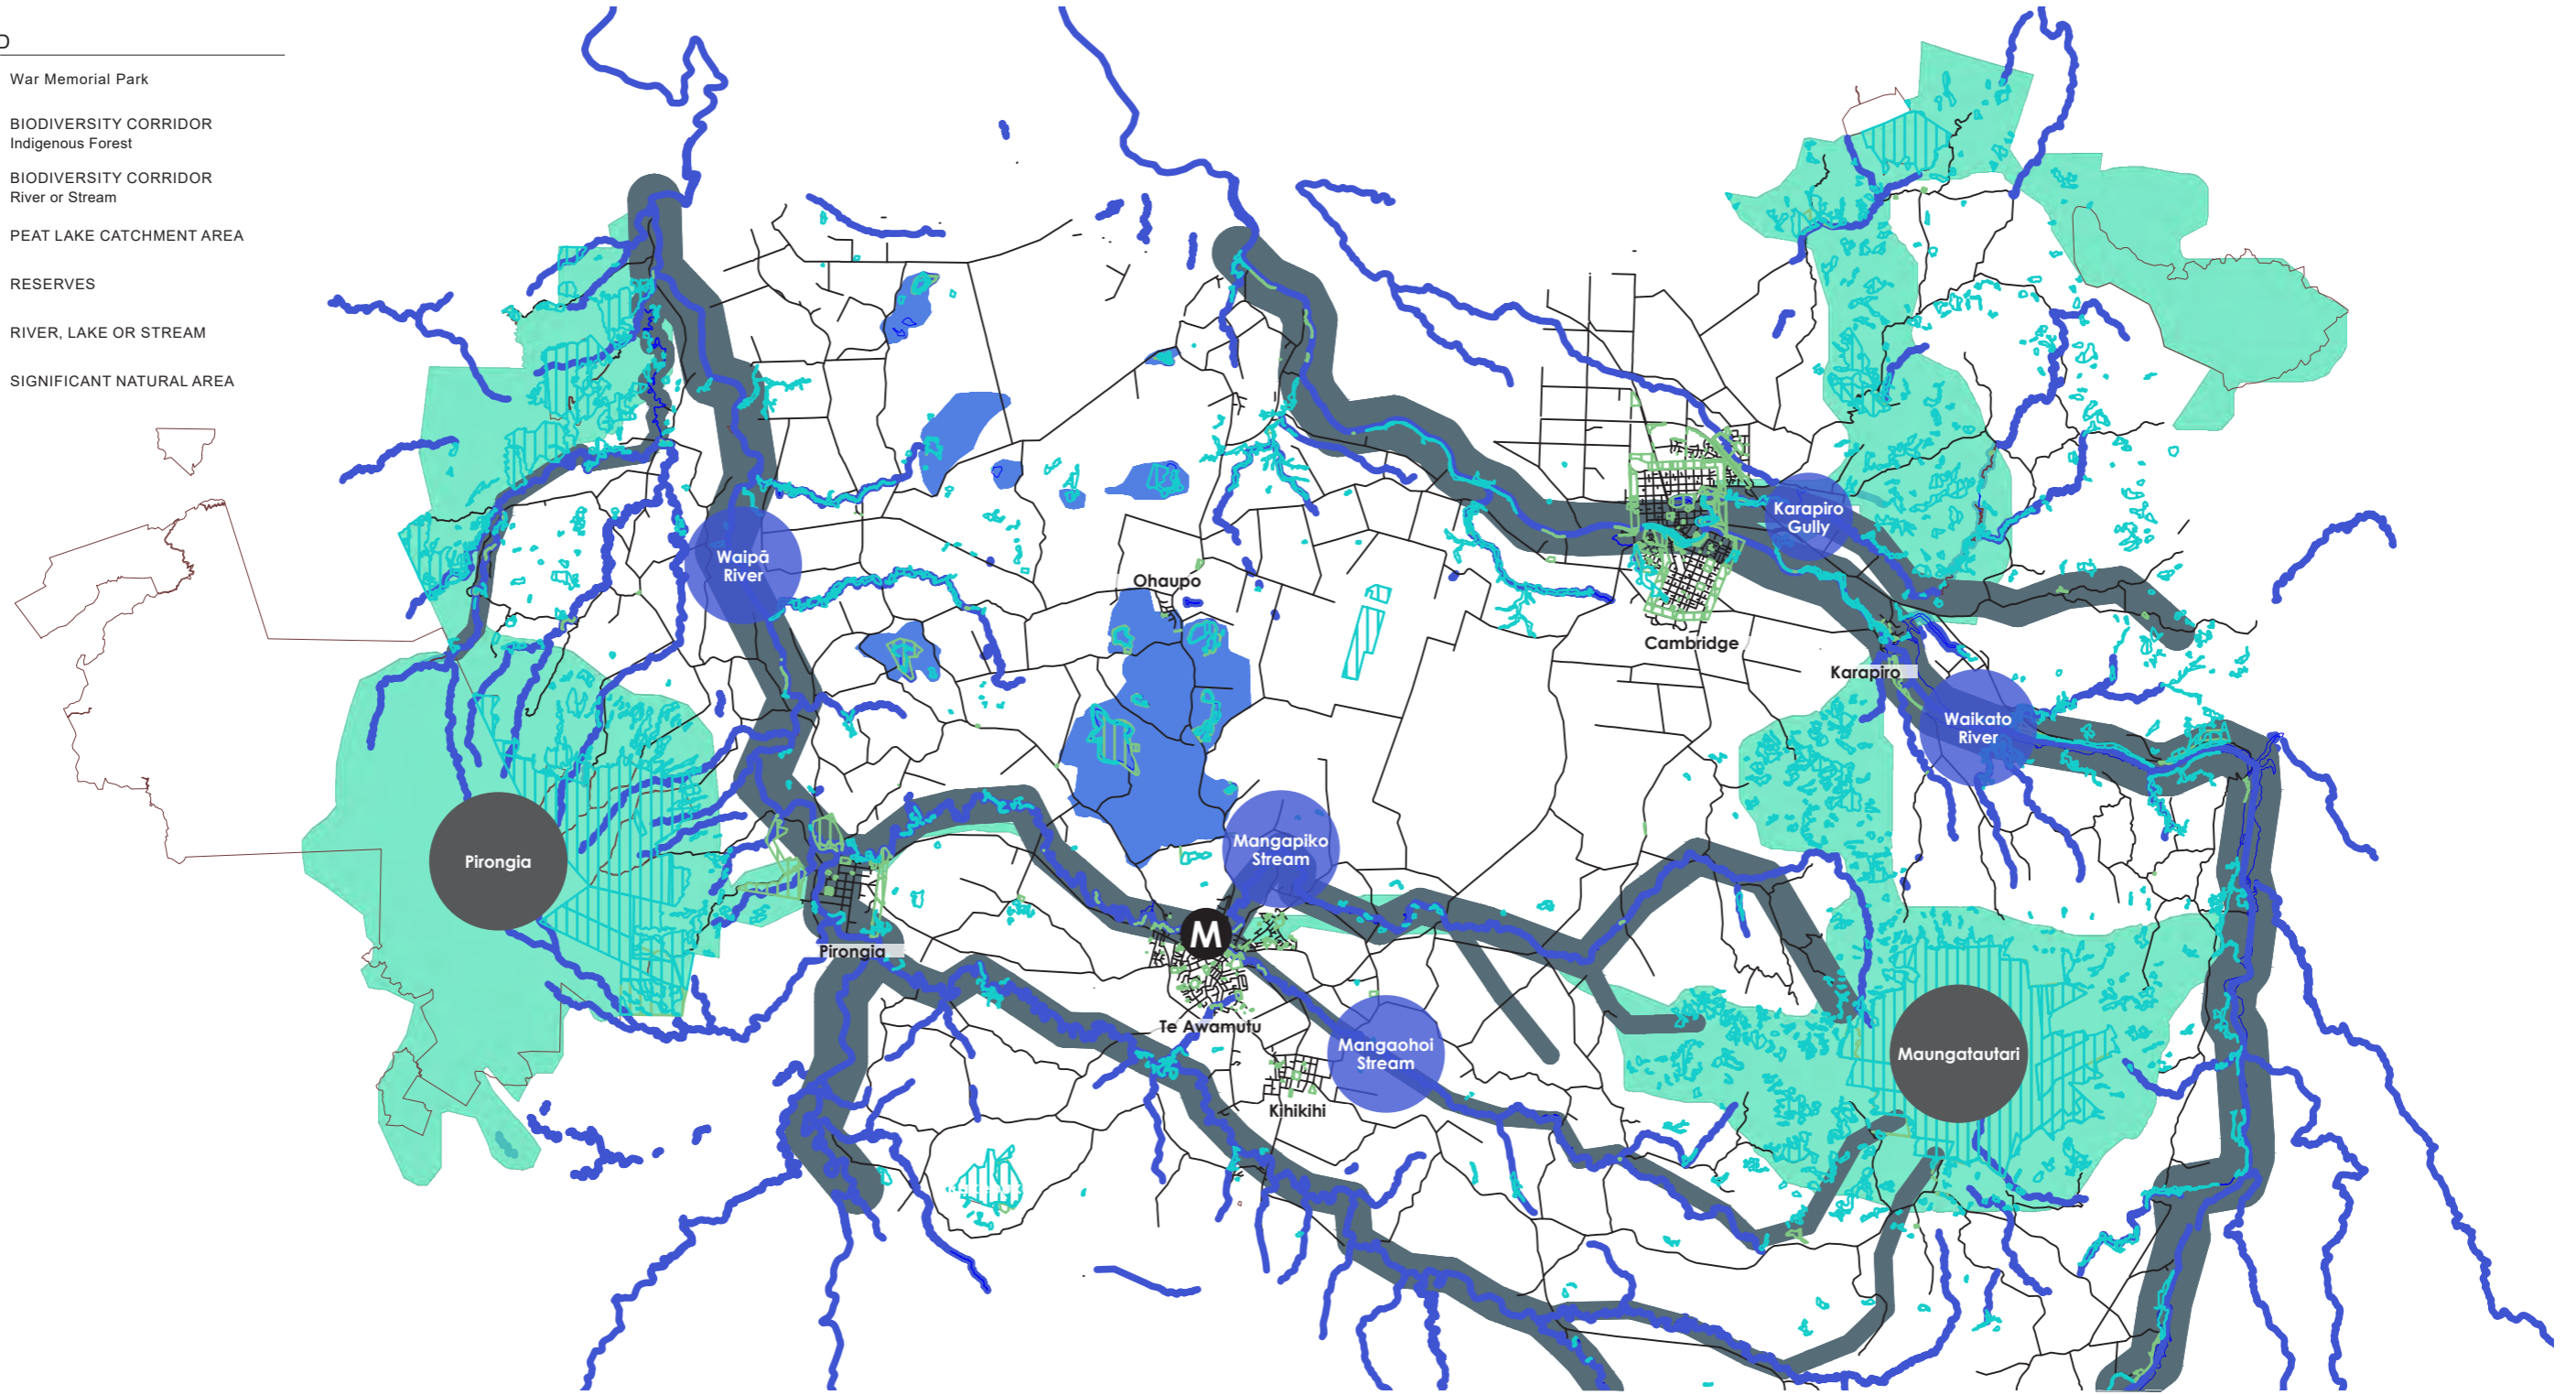 D
War Memorial Park
BIODIVERSITY CORRIDOR
Indigenous Forest
BIODIVERSITY CORRIDOR
River or Stream
PEAT LAKE CATCHMENT AREA
RESERVES
RIVER, LAKE OR STREAM
SIGNIFICANT NATURAL AREA
Karapiro
Gully
Waipā
River
Ohaupo
Cambridge
Karapiro
Waikato
River
Mangapiko
Stream
Pirongia
M
Pirongia
Te Awamutu
Mangaohoi
Stream
Maungatautari
Kihikihi